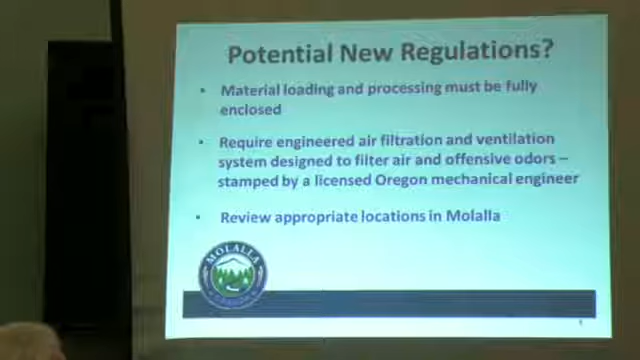 Potential New Regulations?
• Material loading and processing must be fully
enclosed
• Require engineered air filtration and ventilation
system designed to filter air and offensive odors –
stamped by a licensed Oregon mechanical engineer
• Review appropriate locations in Molalla
MOLALLA